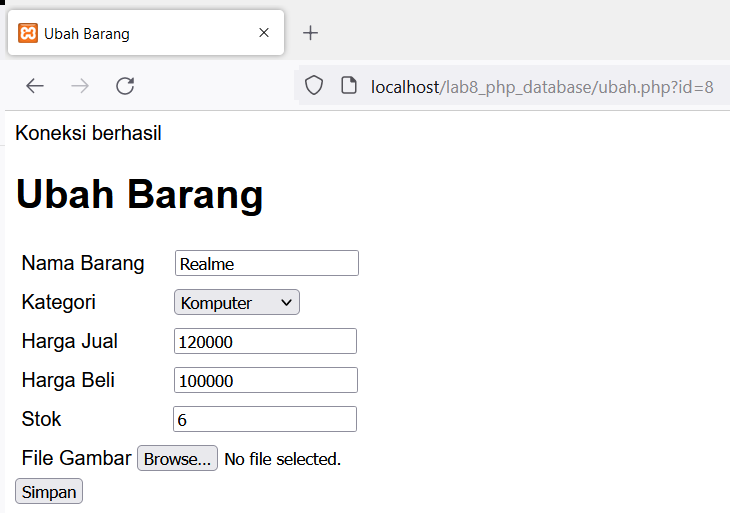 Ubah Barang
localhost/lab8_php_database/ubah.php?id=8
Koneksi berhasil
Ubah Barang
Nama Barang Realme
Kategori Komputer
Harga Jual 120000
Harga Beli 100000
Stok 6
File Gambar Browse... No file selected.
Simpan